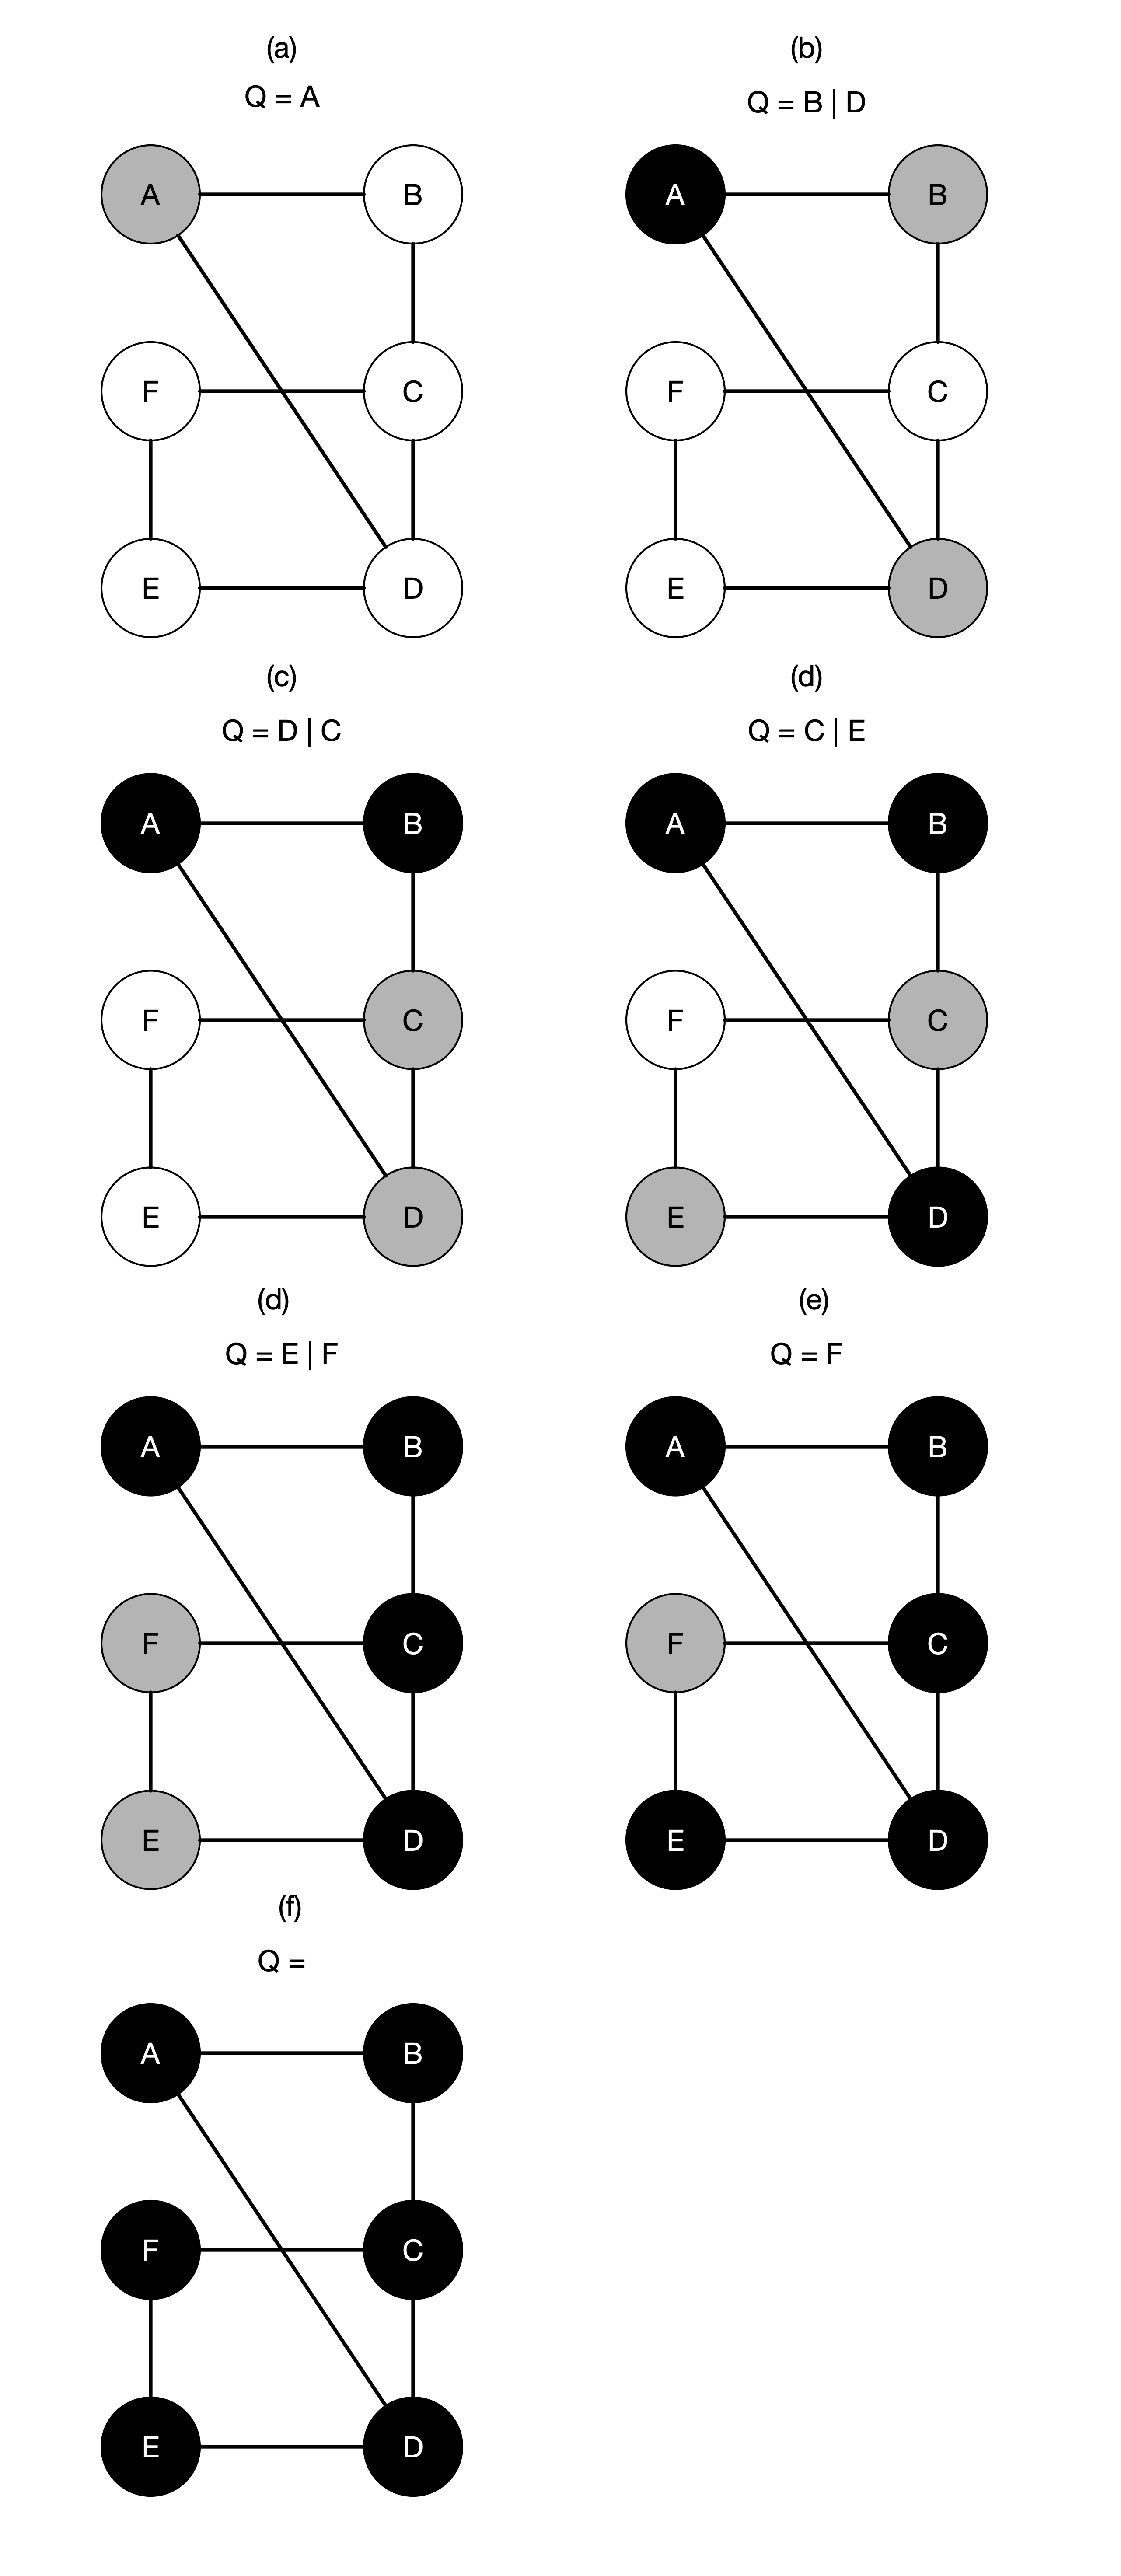 (a)
Q = A
A
B
F
C
E
D
(b)
Q = B | D
A
B
F
C
E
D
(c)
Q = D | C
A
B
F
C
E
D
(d)
Q = C | E
A
B
F
C
E
D
(d)
Q = E | F
A
B
F
C
E
D
(e)
Q = F
A
B
F
C
E
D
(f)
Q =
A
B
F
C
E
D